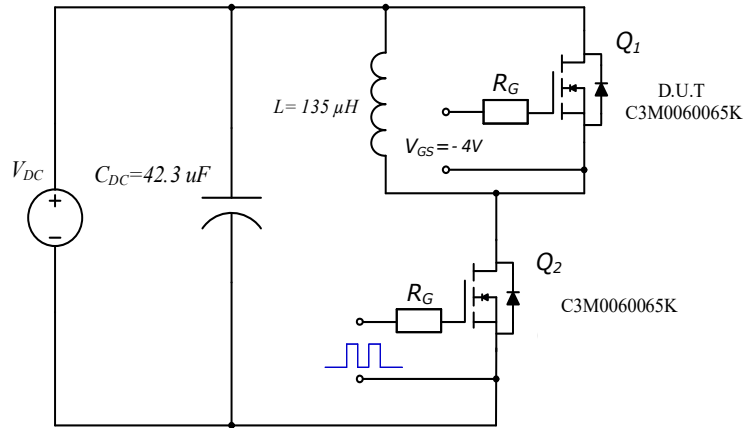 Q1
D.U.T
C3M0060065K
RG
L= 135 µH
VGS= - 4V
VDC
CDC=42.3 uF
Q2
C3M0060065K
RG